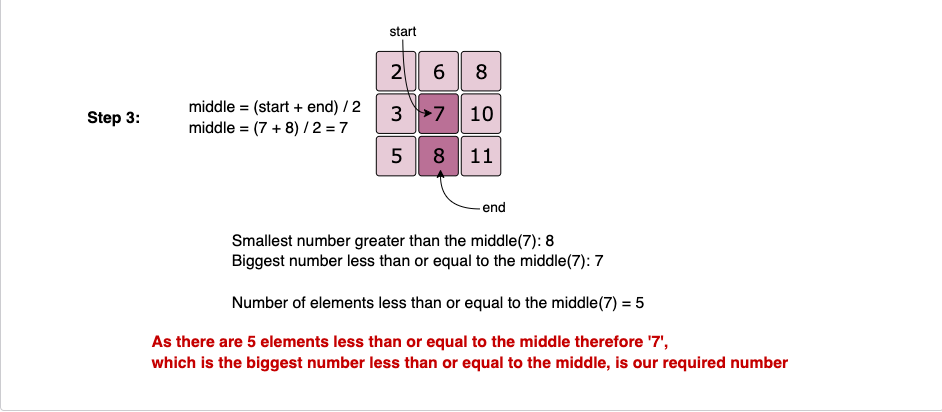 start
2 6 8
Step 3:
middle = (start + end) / 2
middle = (7 + 8) / 2 = 7
3 7 10
5 8 11
end
Smallest number greater than the middle(7): 8
Biggest number less than or equal to the middle(7): 7
Number of elements less than or equal to the middle(7) = 5
As there are 5 elements less than or equal to the middle therefore '7',
which is the biggest number less than or equal to the middle, is our required number